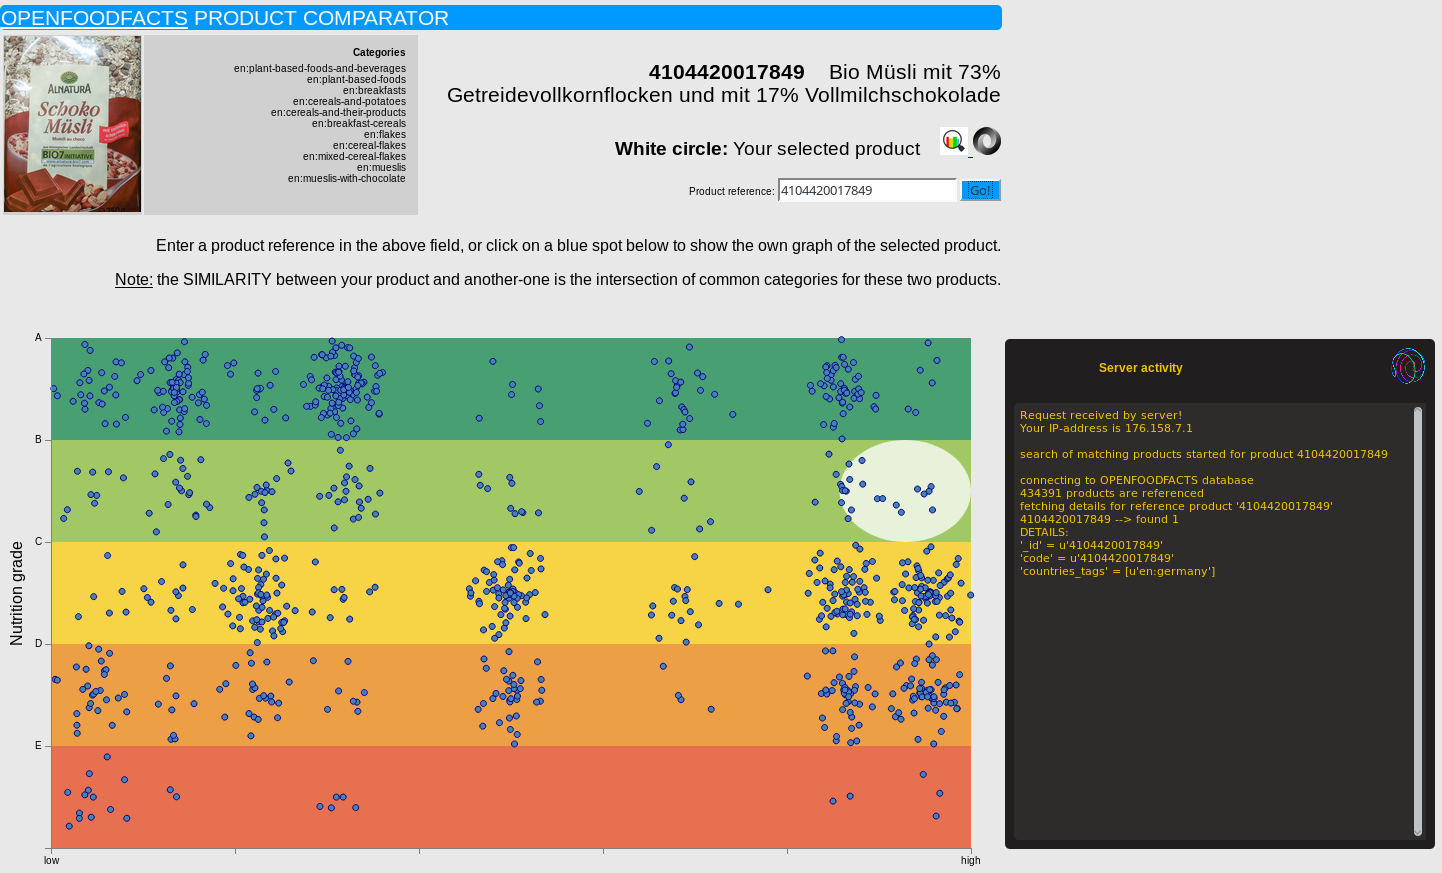 OPENFOODFACTS PRODUCT COMPARATOR
ALNATURA
Schoko
Müsli
BIO7 INITIATIVE
Categories
en:plant-based-foods-and-beverages
en:plant-based-foods
en:breakfasts
en:cereals-and-potatoes
en:cereals-and-their-products
en:breakfast-cereals
en:flakes
en:cereal-flakes
en:mixed-cereal-flakes
en:mueslis
en:mueslis-with-chocolate
4104420017849 Bio Müsli mit 73%
Getreidevollkornflocken und mit 17% Vollmilchschokolade
White circle: Your selected product
Product reference: 4104420017849 Go!
Enter a product reference in the above field, or click on a blue spot below to show the own graph of the selected product.
Note: the SIMILARITY between your product and another-one is the intersection of common categories for these two products.
Nutrition grade
A
B
C
D
E
low
high
Server activity
Request received by server!
Your IP-address is 176.158.7.1
search of matching products started for product 4104420017849
connecting to OPENFOODFACTS database
434391 products are referenced
fetching details for reference product '4104420017849'
4104420017849 --> found 1
DETAILS:
'_id' = u'4104420017849'
'code' = u'4104420017849'
'countries_tags' = [u'en:germany']